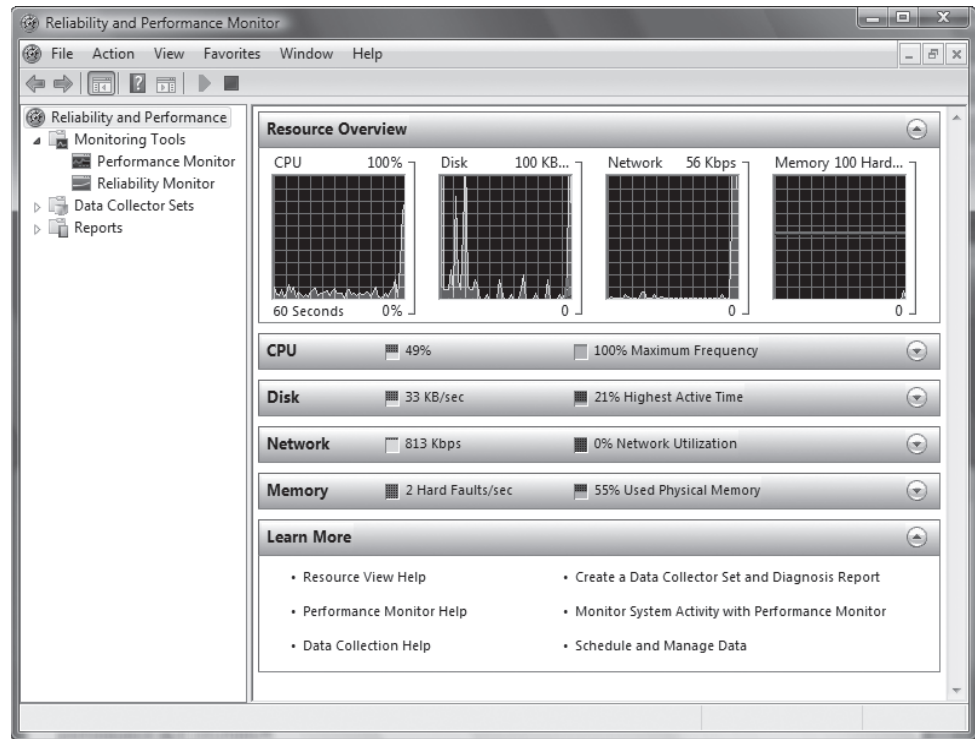 Reliability and Performance Monitor
File Action View Favorites Window Help
Reliability and Performance
Monitoring Tools
Performance Monitor
Reliability Monitor
Data Collector Sets
Reports
Resource Overview
CPU 100%
60 Seconds 0%
Disk 100 KB...
0
Network 56 Kbps
0
Memory 100 Hard...
0
CPU 49% 100% Maximum Frequency
Disk 33 KB/sec 21% Highest Active Time
Network 813 Kbps 0% Network Utilization
Memory 2 Hard Faults/sec 55% Used Physical Memory
Learn More
• Resource View Help
• Create a Data Collector Set and Diagnosis Report
• Performance Monitor Help
• Monitor System Activity with Performance Monitor
• Data Collection Help
• Schedule and Manage Data